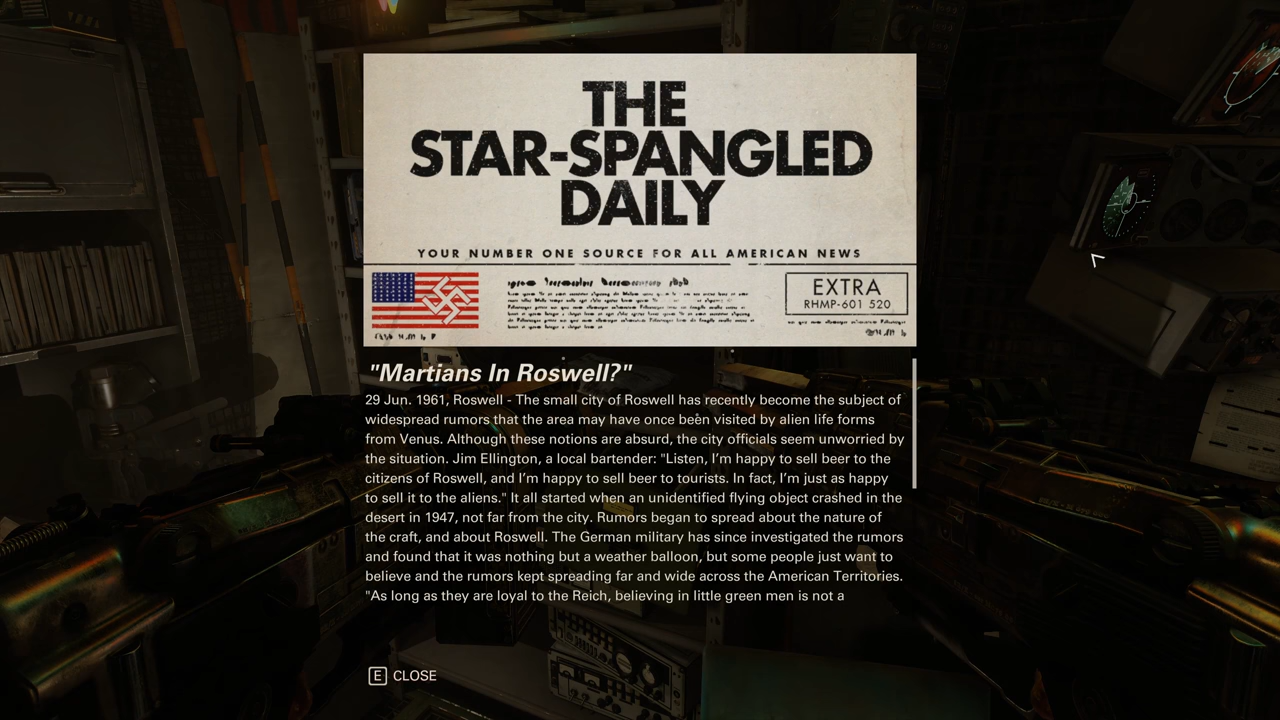 THE
STAR-SPANGLED
DAILY
YOUR NUMBER ONE SOURCE FOR ALL AMERICAN NEWS
EXTRA
RHMP-601 520
"Martians In Roswell?"
29 Jun. 1961, Roswell - The small city of Roswell has recently become the subject of
widespread rumors that the area may have once been visited by alien life forms
from Venus. Although these notions are absurd, the city officials seem unworried by
the situation. Jim Ellington, a local bartender: "Listen, I'm happy to sell beer to the
citizens of Roswell, and I'm happy to sell beer to tourists. In fact, I'm just as happy
to sell it to the aliens." It all started when an unidentified flying object crashed in the
desert in 1947, not far from the city. Rumors began to spread about the nature of
the craft, and about Roswell. The German military has since investigated the rumors
and found that it was nothing but a weather balloon, but some people just want to
believe and the rumors kept spreading far and wide across the American Territories.
"As long as they are loyal to the Reich, believing in little green men is not a
E CLOSE